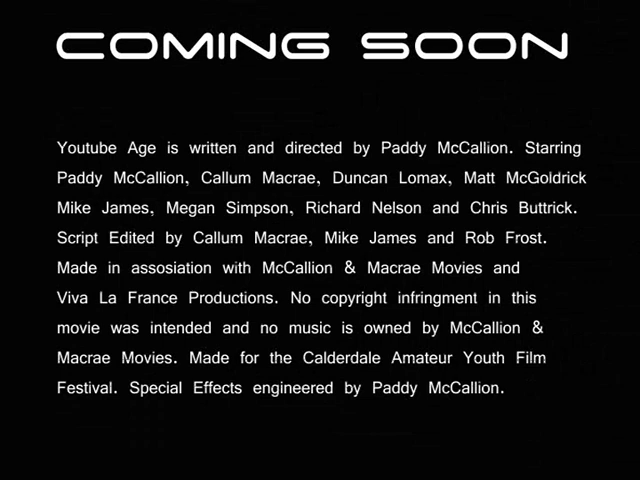 COMING SOON
Youtube Age is written and directed by Paddy McCallion. Starring
Paddy McCallion, Callum Macrae, Duncan Lomax, Matt McGoldrick
Mike James, Megan Simpson, Richard Nelson and Chris Buttrick.
Script Edited by Callum Macrae, Mike James and Rob Frost.
Made in assosiation with McCallion & Macrae Movies and
Viva La France Productions. No copyright infringment in this
movie was intended and no music is owned by McCallion &
Macrae Movies. Made for the Calderdale Amateur Youth Film
Festival. Special Effects engineered by Paddy McCallion.